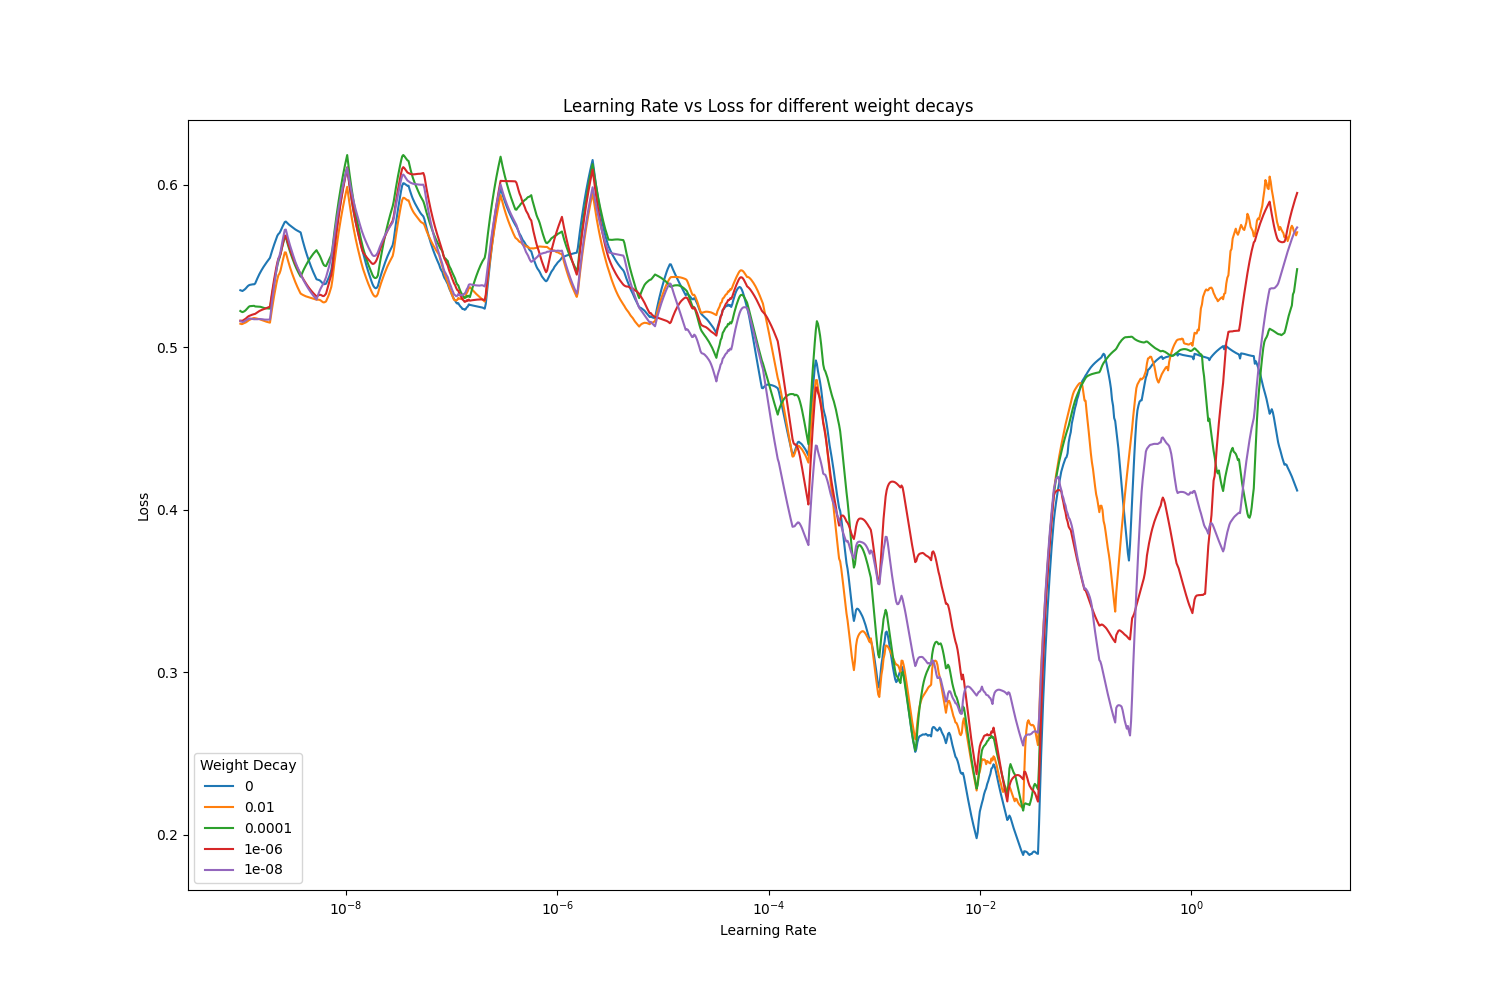 Learning Rate vs Loss for different weight decays
Loss
0.6
0.5
0.4
0.3
0.2
Weight Decay
0
0.01
0.0001
1e-06
1e-08
10⁻⁸
10⁻⁶
10⁻⁴
10⁻²
10⁰
Learning Rate